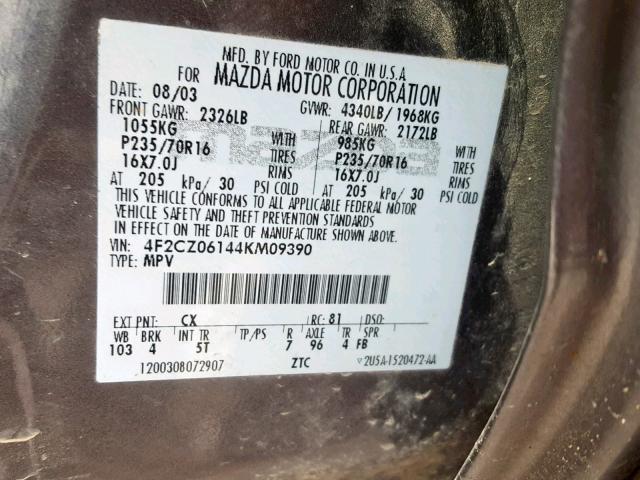 MFD. BY FORD MOTOR CO. IN U.S.A.
FOR MAZDA MOTOR CORPORATION
DATE: 08/03 GVWR: 4340LB/ 1968KG
FRONT GAWR: 2326LB REAR GAWR: 2172LB
1055KG WITH 985KG WITH
P235/70R16 TIRES P235/70R16 TIRES
16X7.0J RIMS 16X7.0J RIMS
AT 205 kPa/ 30 PSI COLD AT 205 kPa/ 30 PSI COLD
THIS VEHICLE CONFORMS TO ALL APPLICABLE FEDERAL MOTOR
VEHICLE SAFETY AND THEFT PREVENTION STANDARDS
IN EFFECT ON THE DATE OF MANUFACTURE SHOWN ABOVE.
VIN: 4F2CZ06144KM09390
TYPE: MPV
EXT PNT: CX RC: 81 DSO:
WB BRK INT TR TP/PS R AXLE TR SPR
103 4 5T 7 96 4 FB
1200308072907 ZTC 2U5A-1520472-AA